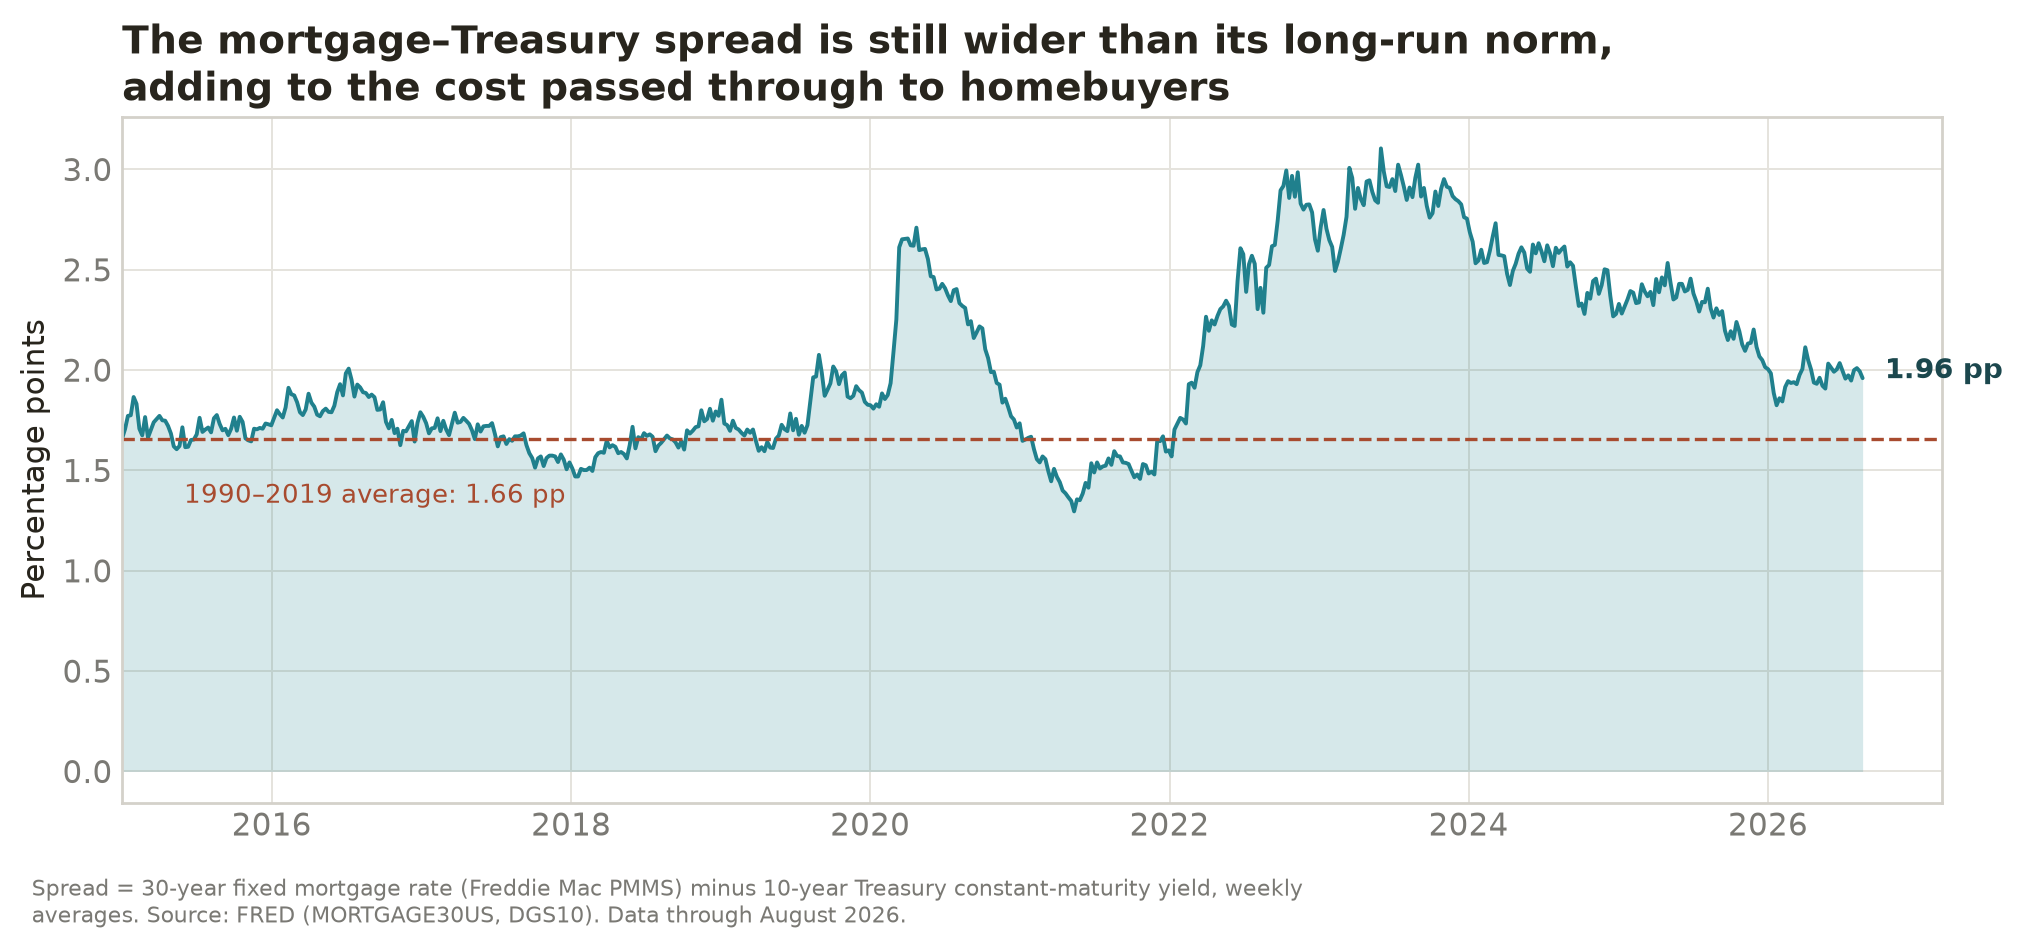 The mortgage–Treasury spread is still wider than its long-run norm,
adding to the cost passed through to homebuyers
Percentage points
3.0
2.5
2.0
1.5
1.0
0.5
0.0
1.96 pp
1990–2019 average: 1.66 pp
2016
2018
2020
2022
2024
2026
Spread = 30-year fixed mortgage rate (Freddie Mac PMMS) minus 10-year Treasury constant-maturity yield, weekly
averages. Source: FRED (MORTGAGE30US, DGS10). Data through August 2026.